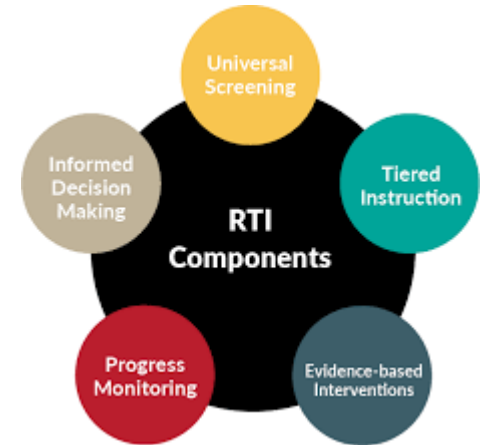 Universal
Screening
Tiered
Instruction
Evidence-based
Interventions
Progress
Monitoring
Informed
Decision
Making
RTI
Components